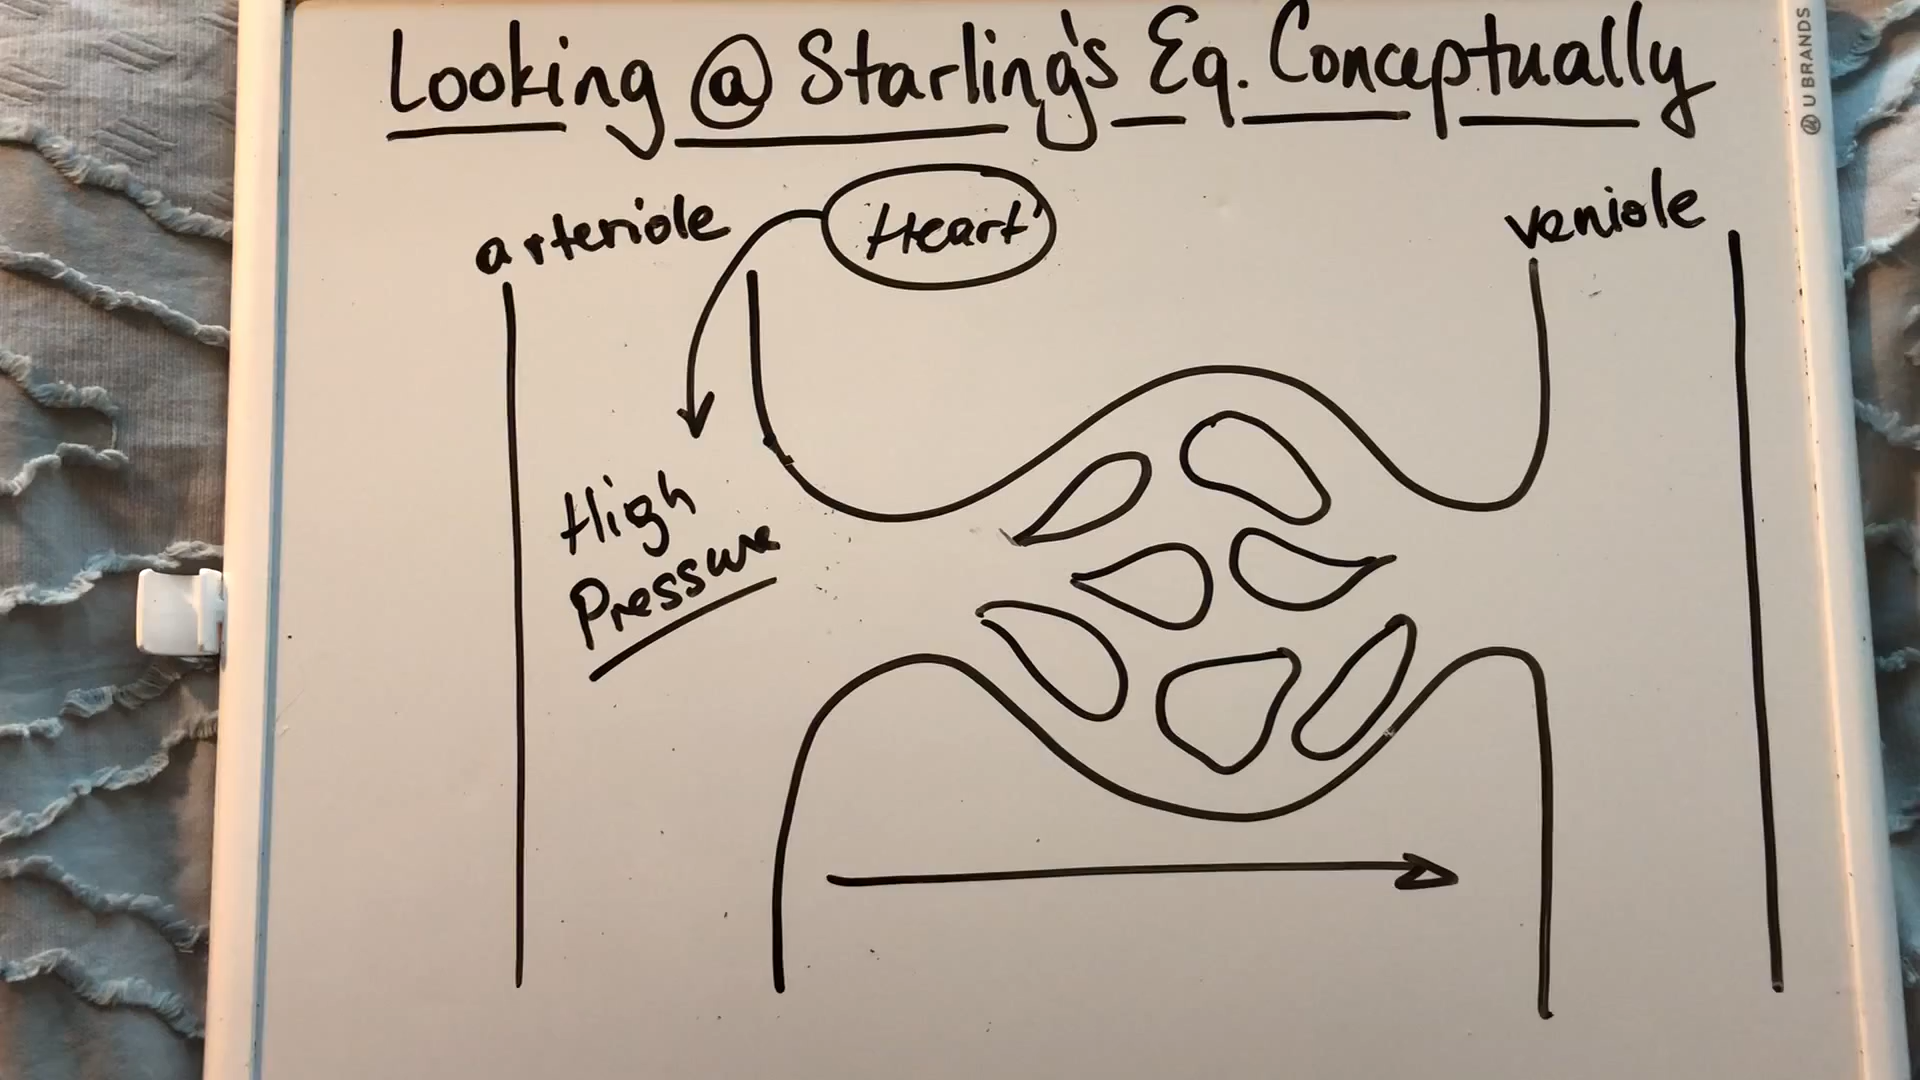 Looking @ Starling's Eq. Conceptually
arteriole
Heart
veniole
High
Pressure
U BRANDS